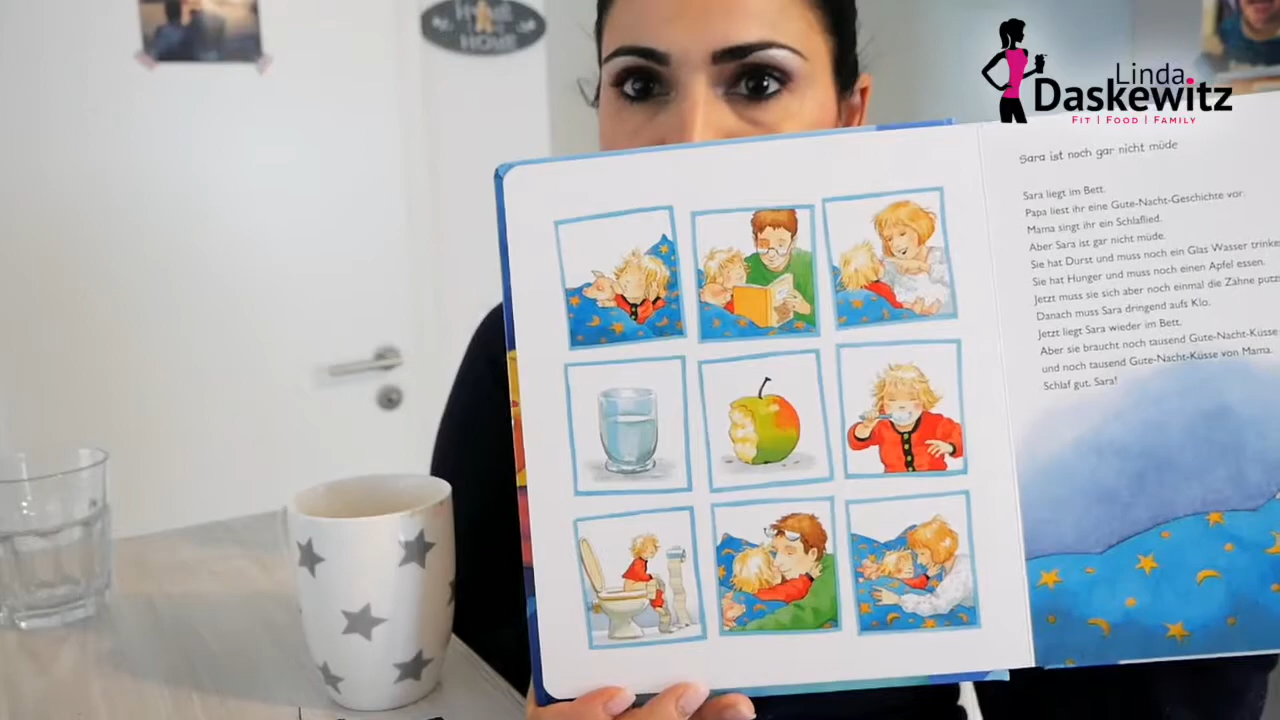 HOME
Linda
Daskewitz
FIT | FOOD | FAMILY
Sara ist noch gar nicht müde
Sara liegt im Bett.
Papa liest ihr eine Gute-Nacht-Geschichte vor.
Mama singt ihr ein Schlaflied.
Aber Sara ist gar nicht müde.
Sie hat Durst und muss noch ein Glas Wasser trinke
Sie hat Hunger und muss noch einen Apfel essen.
Jetzt muss sie sich aber noch einmal die Zähne putz
Danach muss Sara dringend aufs Klo.
Jetzt liegt Sara wieder im Bett.
Aber sie braucht noch tausend Gute-Nacht-Küsse
und noch tausend Gute-Nacht-Küsse von Mama.
Schlaf gut, Sara!